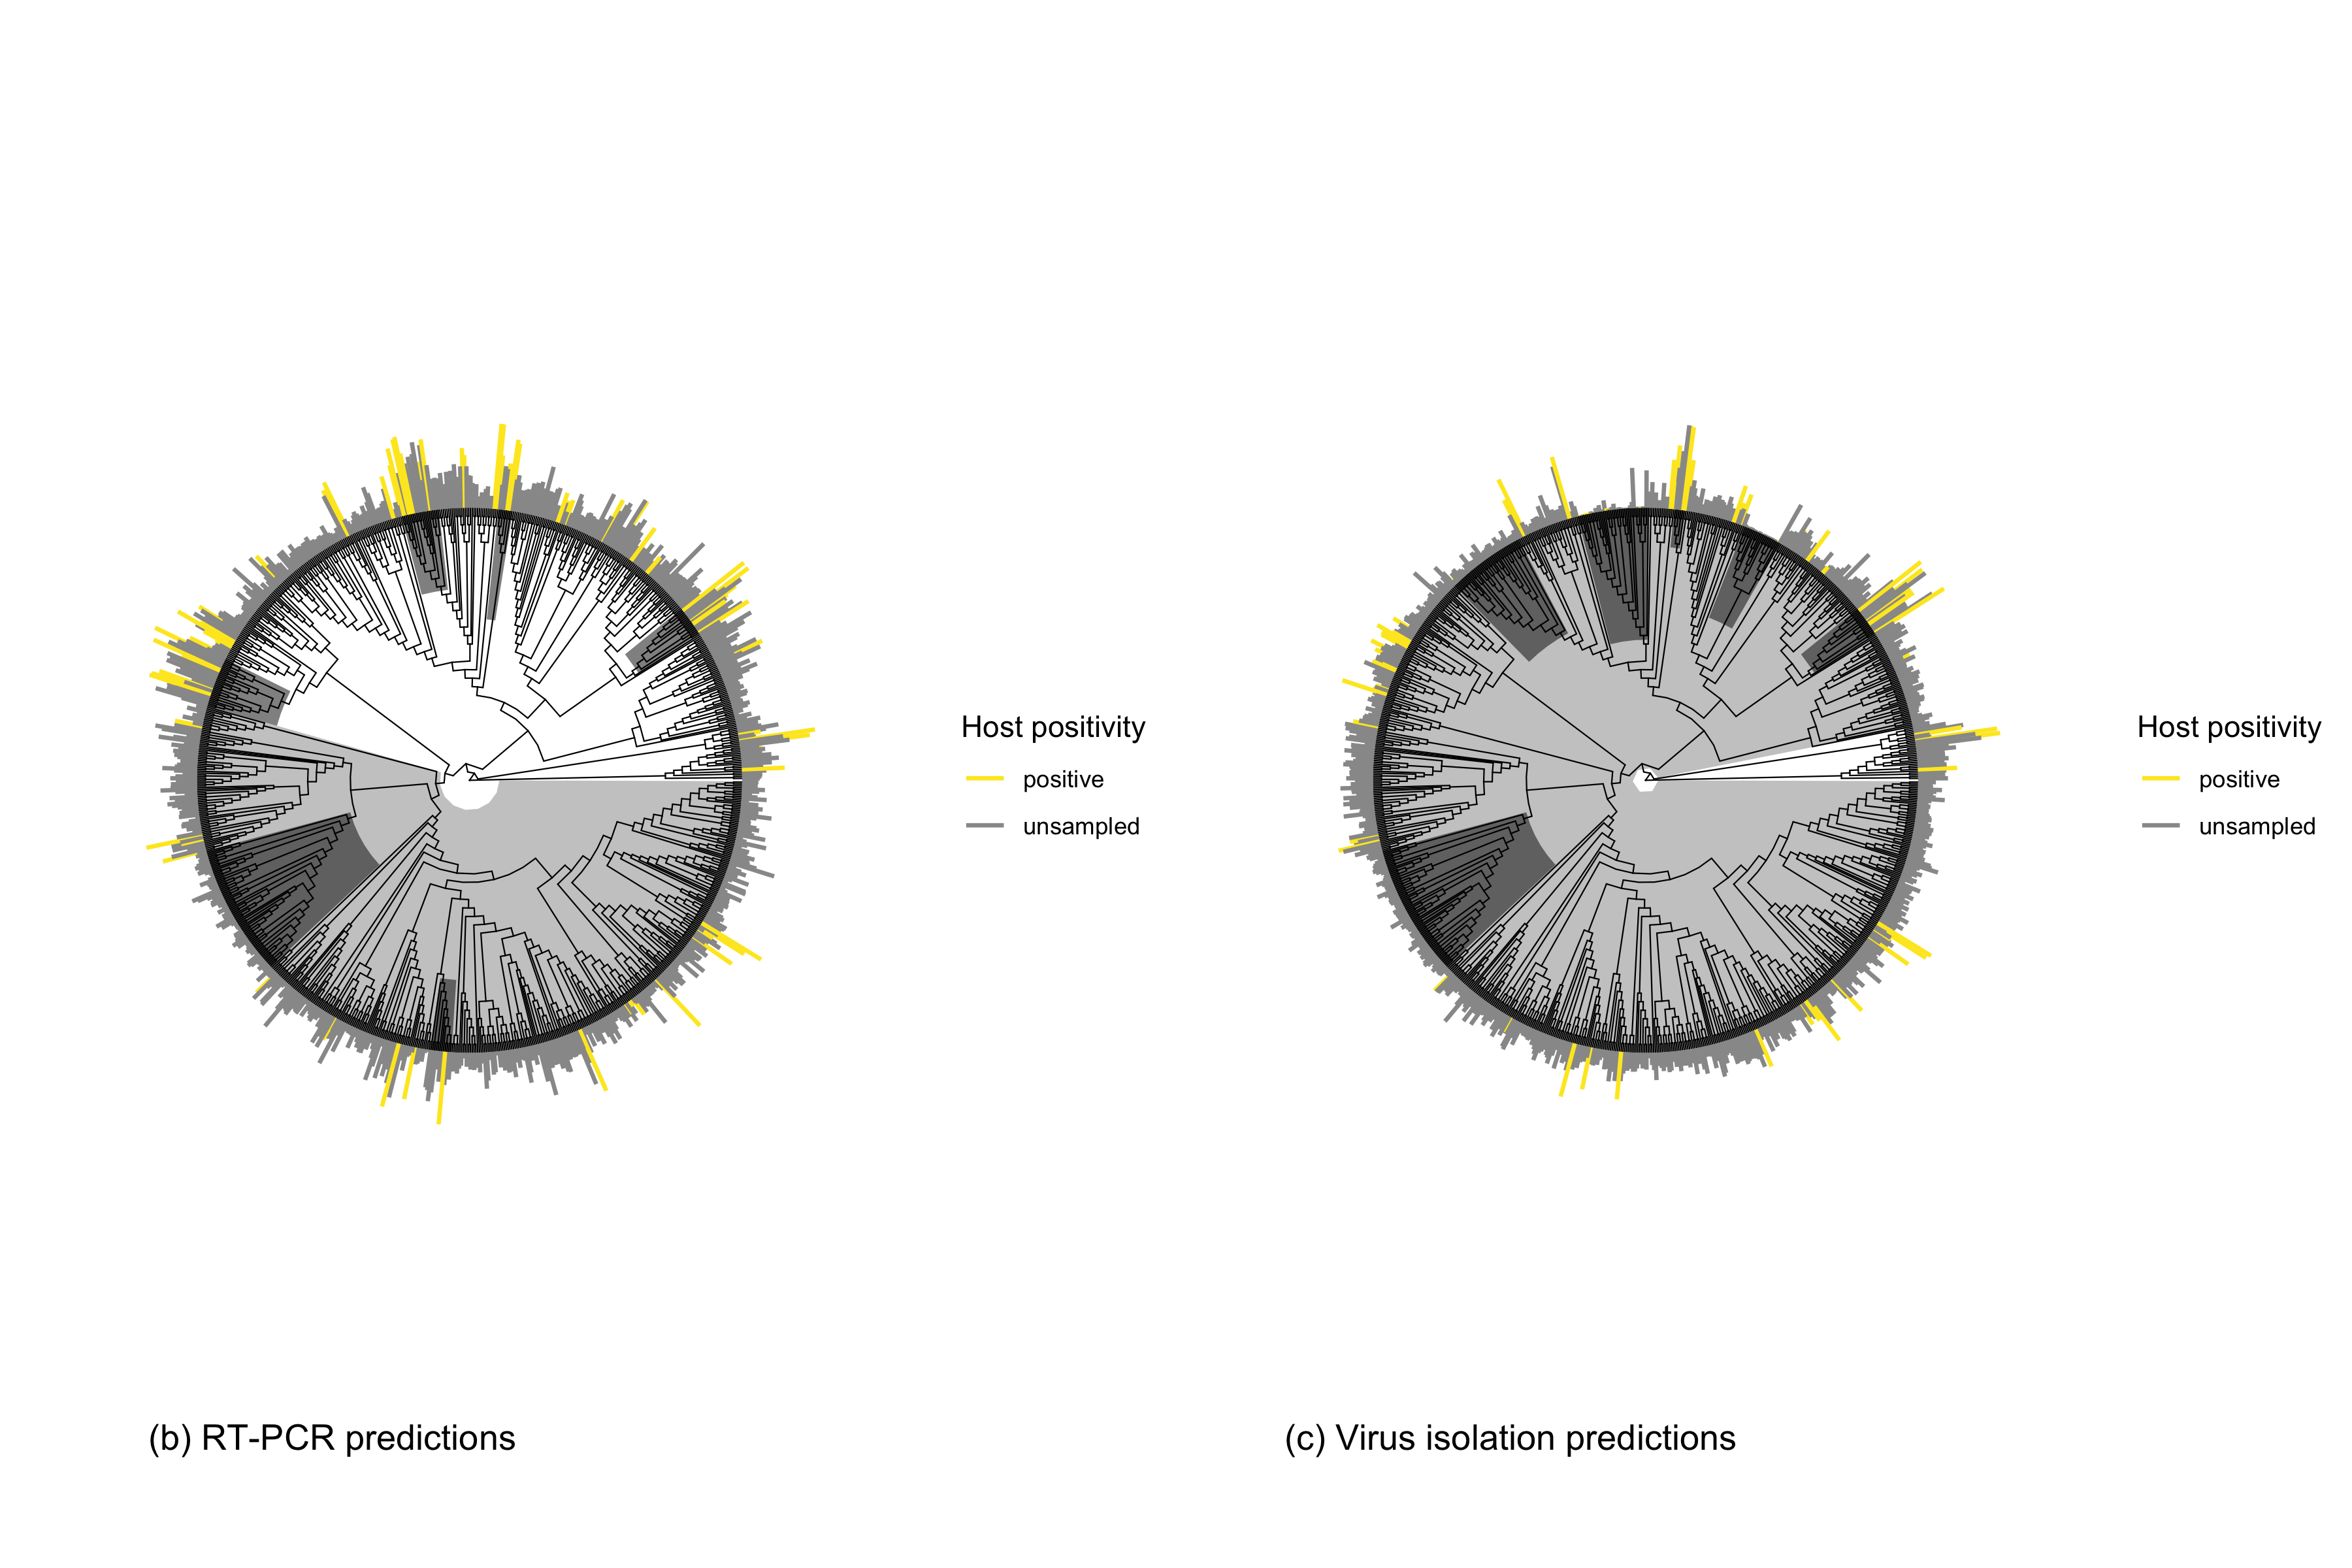 Host positivity
positive
unsampled
Host positivity
positive
unsampled
(b) RT-PCR predictions
(c) Virus isolation predictions